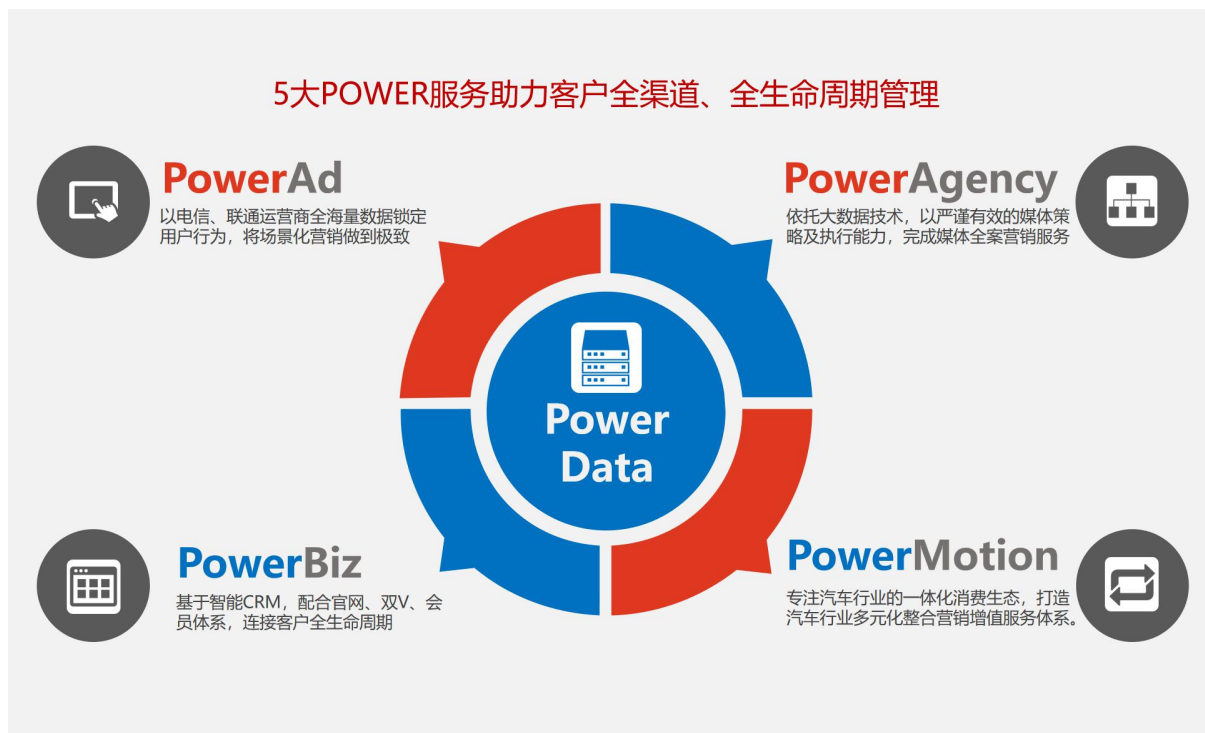 5大POWER服务助力客户全渠道、全生命周期管理
PowerAd
以电信、联通运营商全海量数据锁定
用户行为，将场景化营销做到极致
PowerAgency
依托大数据技术，以严谨有效的媒体策
略及执行能力，完成媒体全案营销服务
Power
Data
PowerBiz
基于智能CRM，配合官网、双V、会
员体系，连接客户全生命周期
PowerMotion
专注汽车行业的一体化消费生态，打造
汽车行业多元化整合营销增值服务体系。